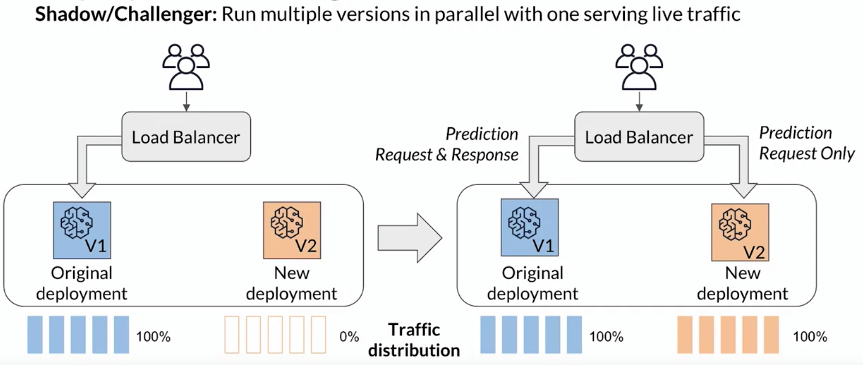 Shadow/Challenger: Run multiple versions in parallel with one serving live traffic
Load Balancer
V1
Original
deployment
V2
New
deployment
100%
0%
Traffic
distribution
Load Balancer
Prediction
Request & Response
Prediction
Request Only
V1
Original
deployment
V2
New
deployment
100%
100%